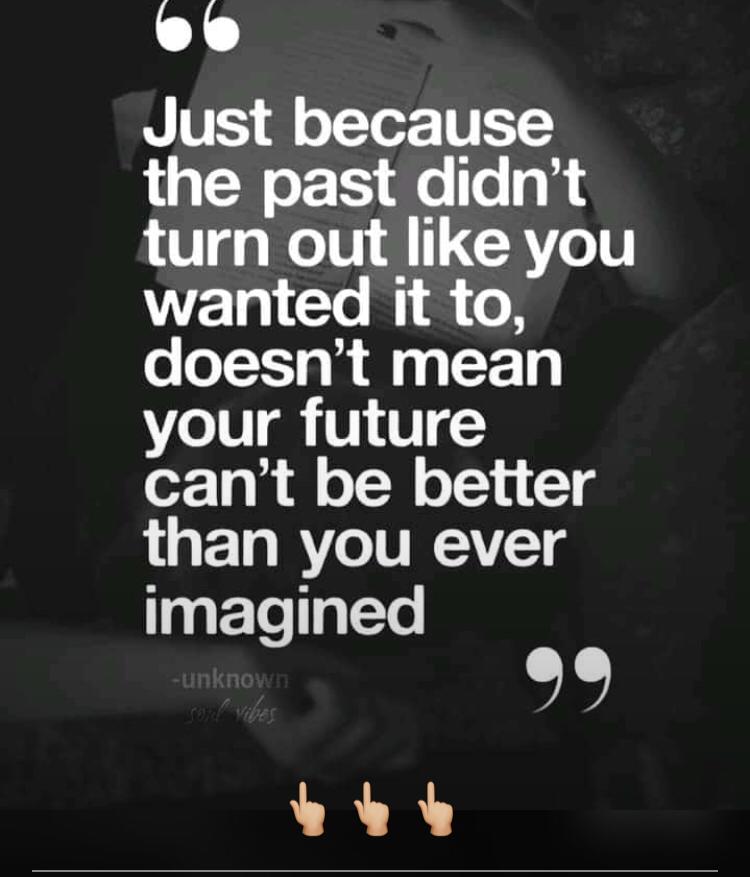 “
Just because
the past didn’t
turn out like you
wanted it to,
doesn’t mean
your future
can’t be better
than you ever
imagined
”
-unknown
soul vibes
👆🏼 👆🏼 👆🏼